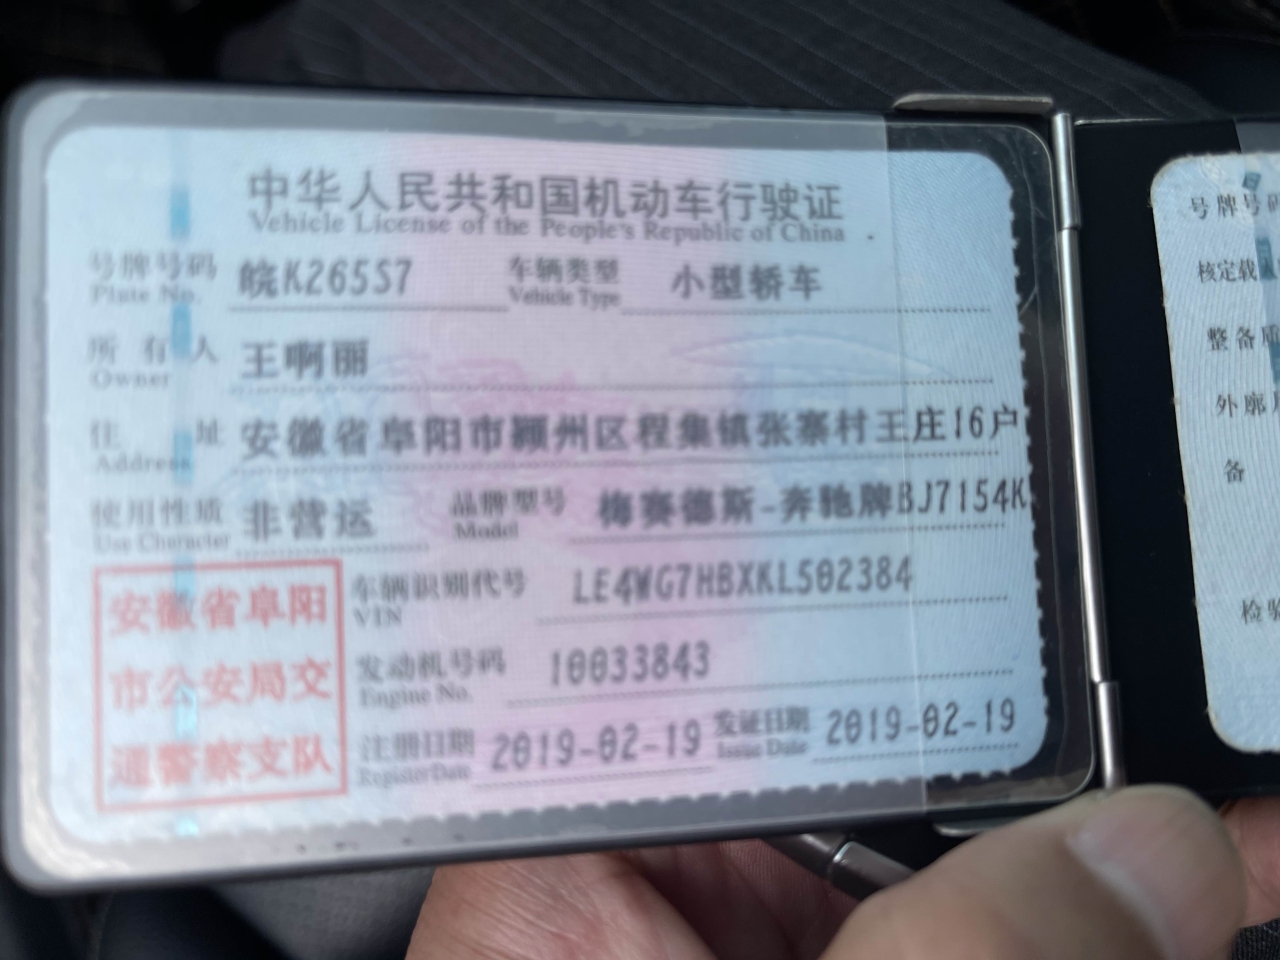 中华人民共和国机动车行驶证
Vehicle License of the People's Republic of China
号牌号码 皖K265S7 车辆类型 小型轿车
Plate No. Vehicle Type
所有人 王啊丽
Owner
住址 安徽省阜阳市颍州区程集镇张寨村王庄16户
Address
使用性质 非营运 品牌型号 梅赛德斯-奔驰牌BJ7154K
Use Character Model
车辆识别代号 LE4WG7HBXKL502384
VIN
发动机号码 10033843
Engine No.
注册日期 2019-02-19 发证日期 2019-02-19
Register Date Issue Date
安徽省阜阳
市公安局交
通警察支队
号牌号码
核定载
整备质
外廓
备
检验